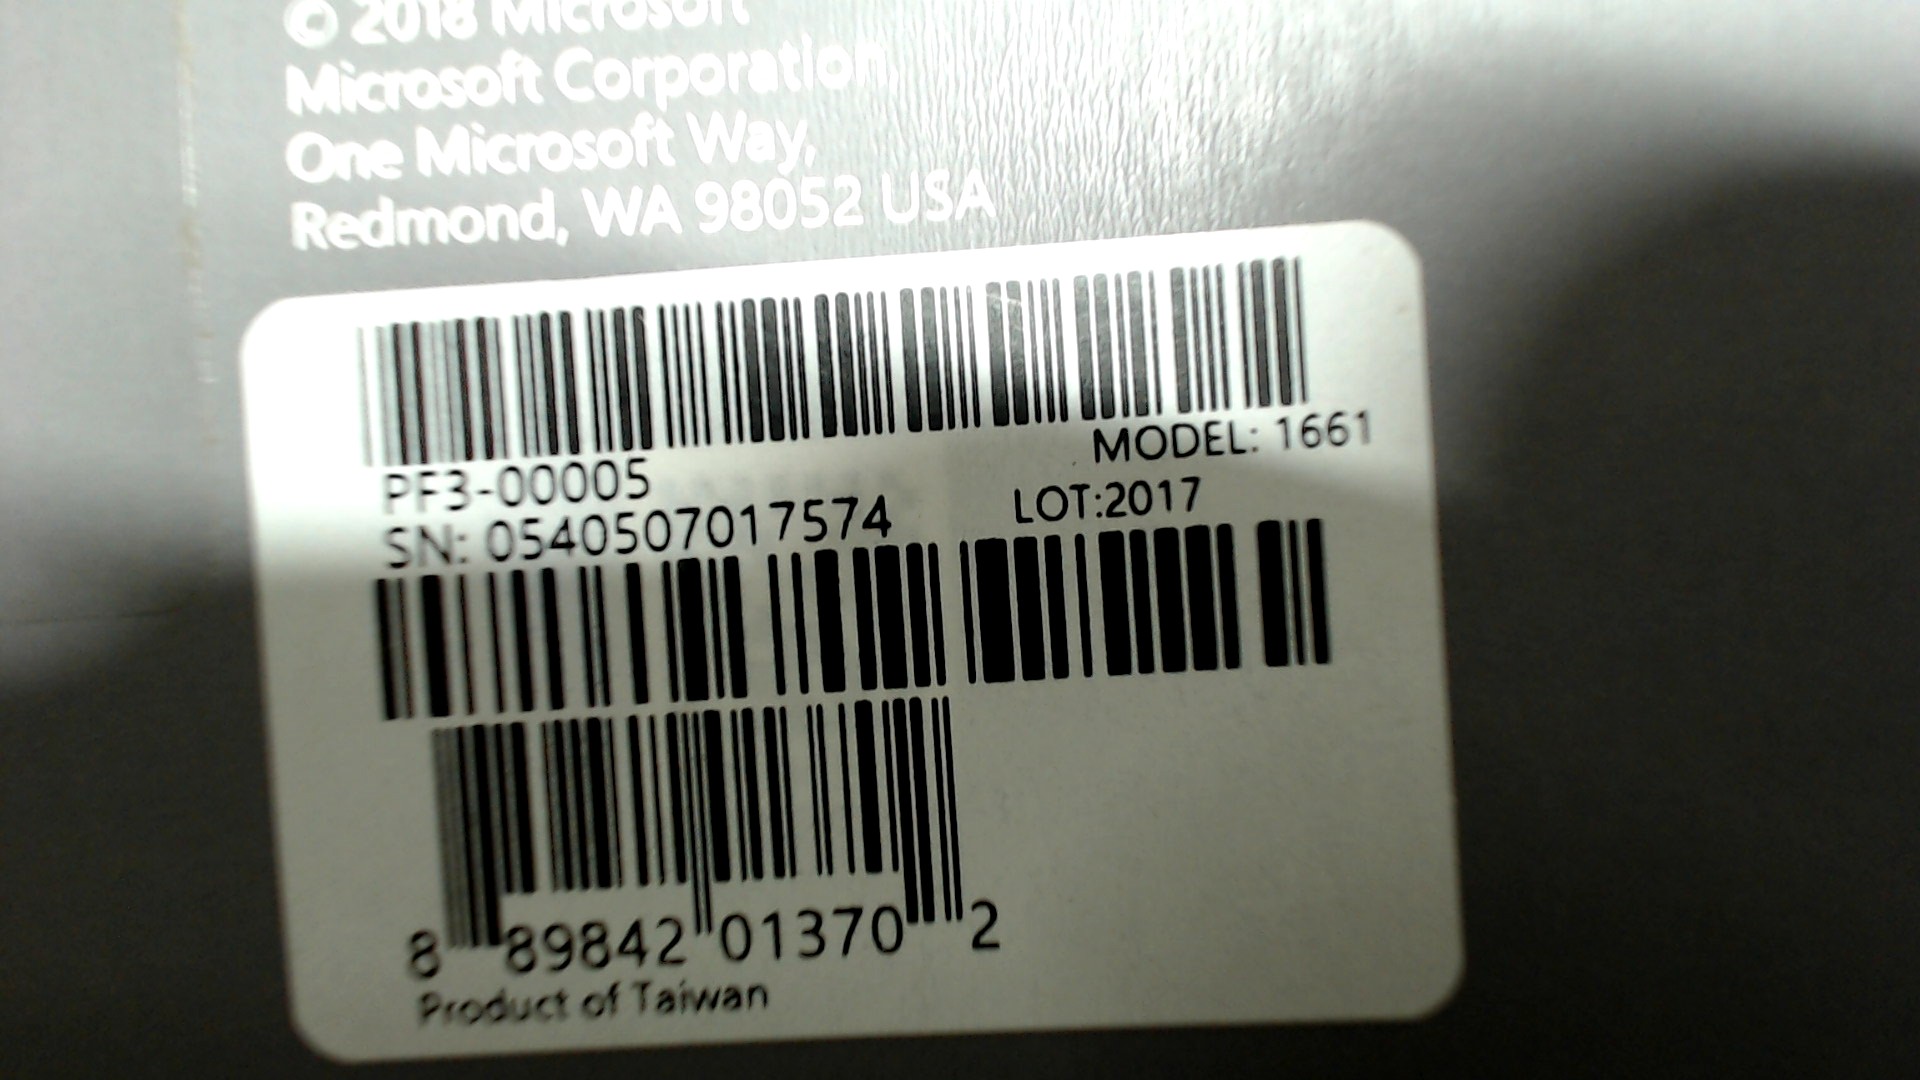 © 2018 Microsoft
Microsoft Corporation,
One Microsoft Way,
Redmond, WA 98052 USA
MODEL: 1661
PF3-00005
LOT:2017
SN: 0540507017574
8 89842 01370 2
Product of Taiwan